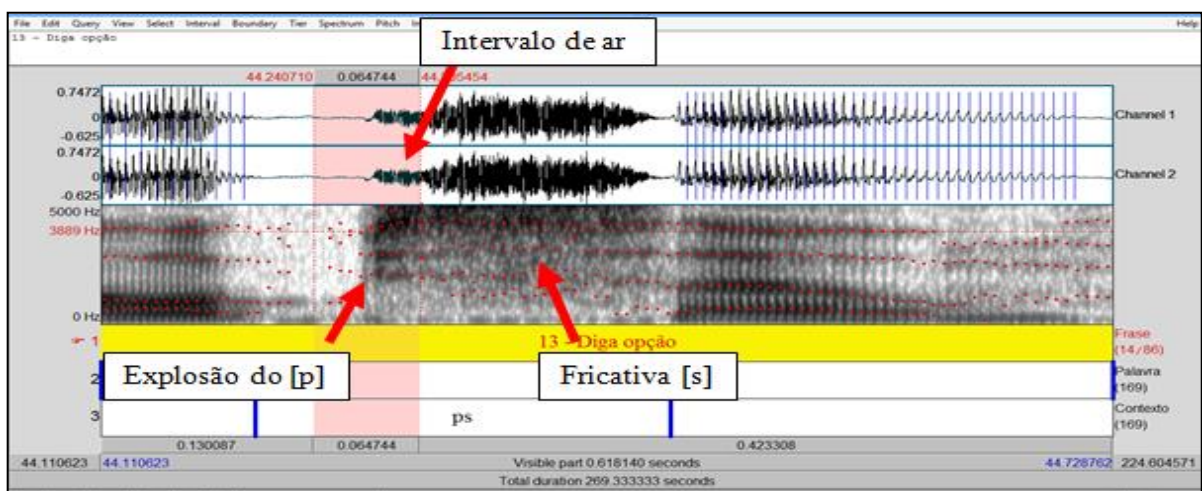 File Edit Query View Select Interval Boundary Tier Spectrum Pitch Help
13 - Diga opção
Intervalo de ar
44.240710 0.064744
0.7472
0
-0.625
Channel 1
0.7472
0
-0.625
Channel 2
5000 Hz
3889 Hz
0 Hz
1 13 - Diga opção Frase
(14/86)
Explosão do [p] Fricativa [s]
2 Palavra
(169)
3 ps Contexto
(169)
0.130087 0.064744 0.423308
44.110623 44.110623 Visible part 0.618140 seconds 44.728762 224.604571
Total duration 269.333333 seconds